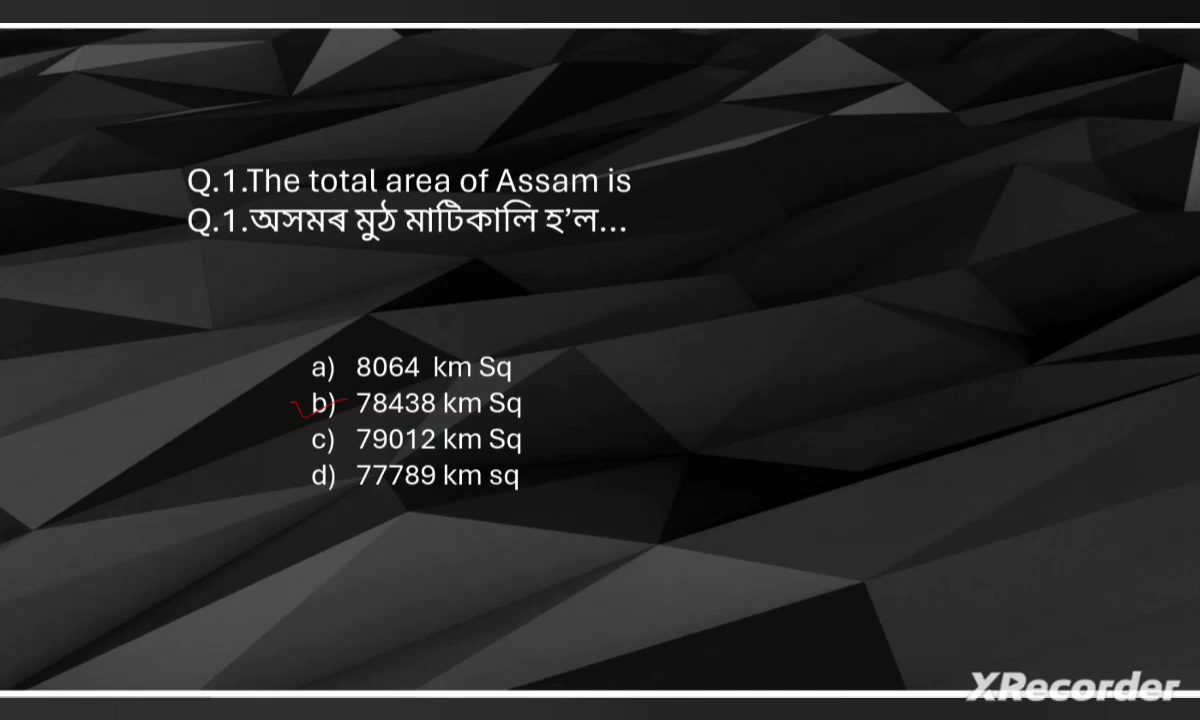 Q.1.The total area of Assam is
Q.1.অসমৰ মুঠ মাটিকালি হ’ল...
a) 8064 km Sq
b) 78438 km Sq
c) 79012 km Sq
d) 77789 km sq
XRecorder